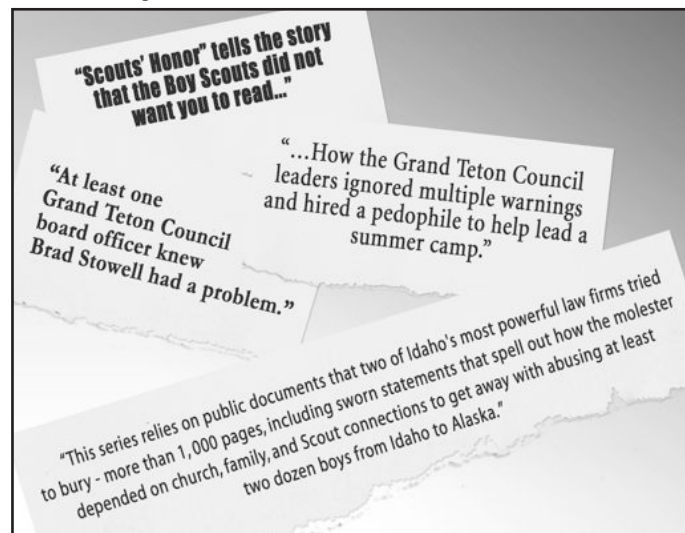 “Scouts’ Honor” tells the story
that the Boy Scouts did not
want you to read...”
“...How the Grand Teton Council
leaders ignored multiple warnings
and hired a pedophile to help lead a
summer camp.”
“At least one
Grand Teton Council
board officer knew
Brad Stowell had a problem.”
“This series relies on public documents that two of Idaho's most powerful law firms tried
to bury - more than 1,000 pages, including sworn statements that spell out how the molester
depended on church, family, and Scout connections to get away with abusing at least
two dozen boys from Idaho to Alaska.”